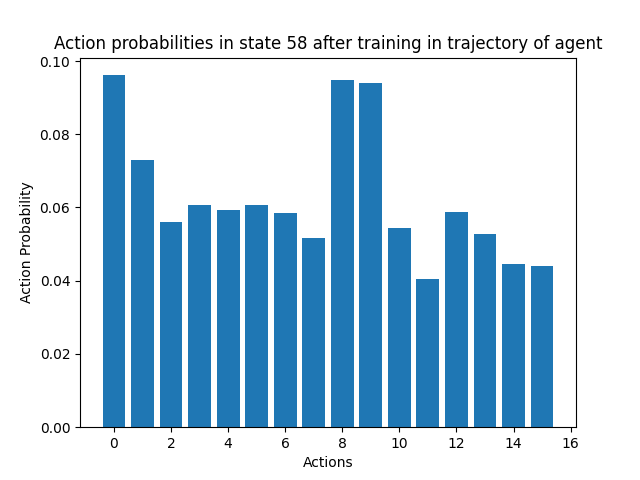 Action probabilities in state 58 after training in trajectory of agent
0.10
0.08
0.06
0.04
0.02
0.00
Action Probability
0 2 4 6 8 10 12 14 16
Actions